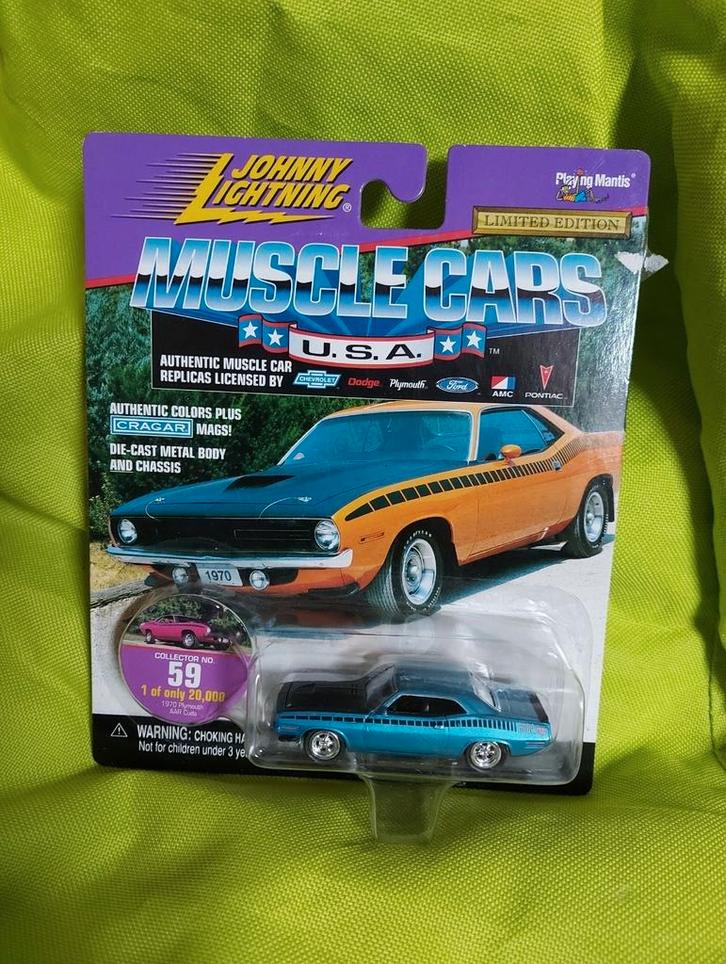 JOHNNY
LIGHTNING®
Playing Mantis®
LIMITED EDITION
MUSCLE CARS
U.S.A.™
AUTHENTIC MUSCLE CAR
REPLICAS LICENSED BY
CHEVROLET Dodge Plymouth Ford AMC PONTIAC
AUTHENTIC COLORS PLUS
CRAGAR MAGS!
DIE-CAST METAL BODY
AND CHASSIS
1970
COLLECTOR NO.
59
1 of only 20,000
1970 Plymouth
AAR Cuda
WARNING: CHOKING HA
Not for children under 3 ye